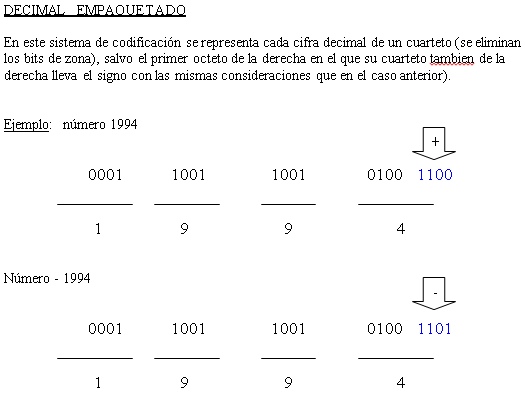 DECIMAL EMPAQUETADO
En este sistema de codificación se representa cada cifra decimal de un cuarteto (se eliminan
los bits de zona), salvo el primer octeto de la derecha en el que su cuarteto tambien de la
derecha lleva el signo con las mismas consideraciones que en el caso anterior).
Ejemplo: número 1994
+
0001 1001 1001 0100 1100
1 9 9 4
Número - 1994
-
0001 1001 1001 0100 1101
1 9 9 4